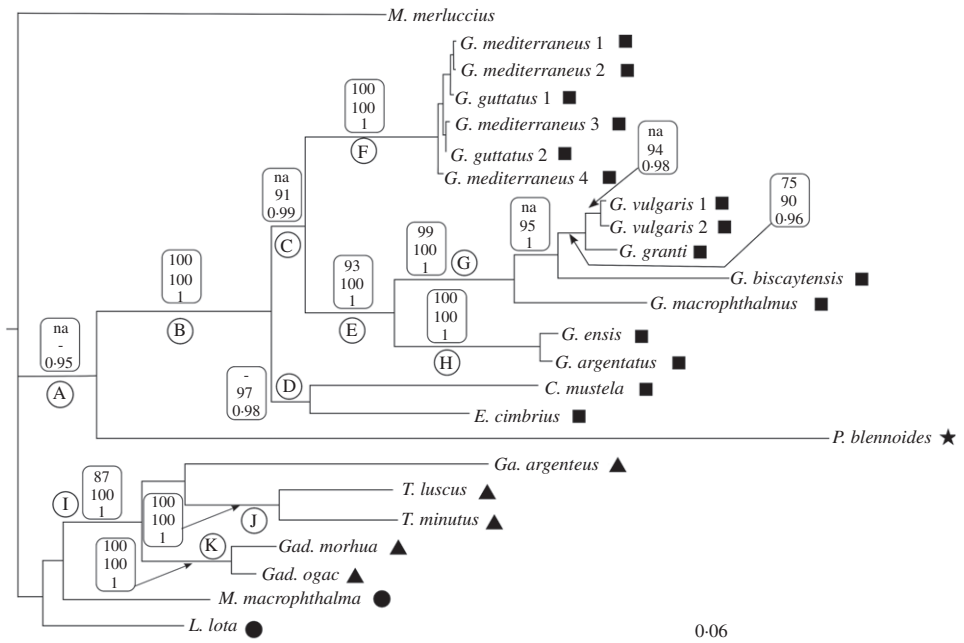 M. merluccius
G. mediterraneus 1
G. mediterraneus 2
G. guttatus 1
G. mediterraneus 3
G. guttatus 2
G. mediterraneus 4
100
100
1
F
na
94
0·98
75
90
0·96
na
91
0·99
C
G. vulgaris 1
G. vulgaris 2
G. granti
na
95
1
99
100
1
G
G. biscaytensis
G. macrophthalmus
93
100
1
E
100
100
1
B
100
100
1
H
G. ensis
G. argentatus
na
-
0·95
A
-
97
0·98
D
C. mustela
E. cimbrius
P. blennoides
Ga. argenteus
87
100
1
I
100
100
1
J
T. luscus
T. minutus
100
100
1
K
Gad. morhua
Gad. ogac
M. macrophthalma
L. lota
0·06